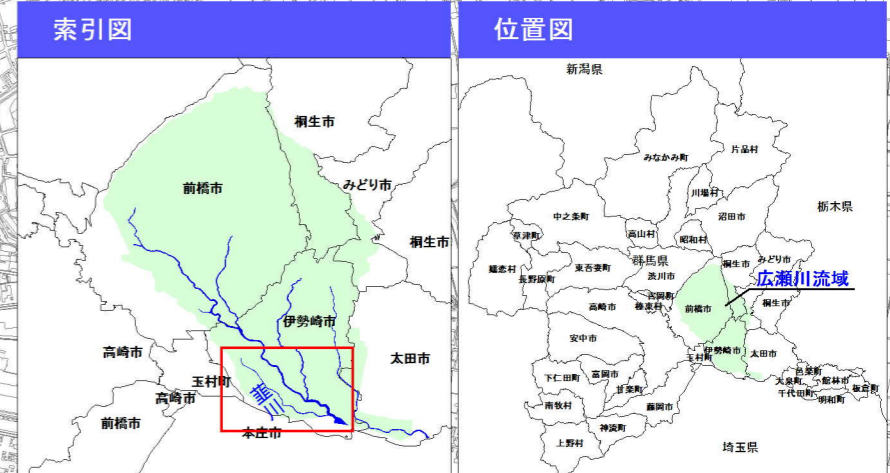 索引図
桐生市
前橋市
みどり市
桐生市
伊勢崎市
高崎市
太田市
玉村町
高崎市
韮川
前橋市
本庄市
位置図
新潟県
片品村
みなかみ町
川場村
栃木県
中之条町
沼田市
草津町
高山村
昭和村
嬬恋村
東吾妻町
群馬県
桐生市
みどり市
長野原町
渋川市
広瀬川流域
吉岡町
榛東村
高崎市
前橋市
桐生市
安中市
伊勢崎市
玉村町
太田市
下仁田町
富岡市
甘楽町
邑楽町
大泉町
館林市
板倉町
千代田町
明和町
南牧村
藤岡市
神流町
上野村
埼玉県